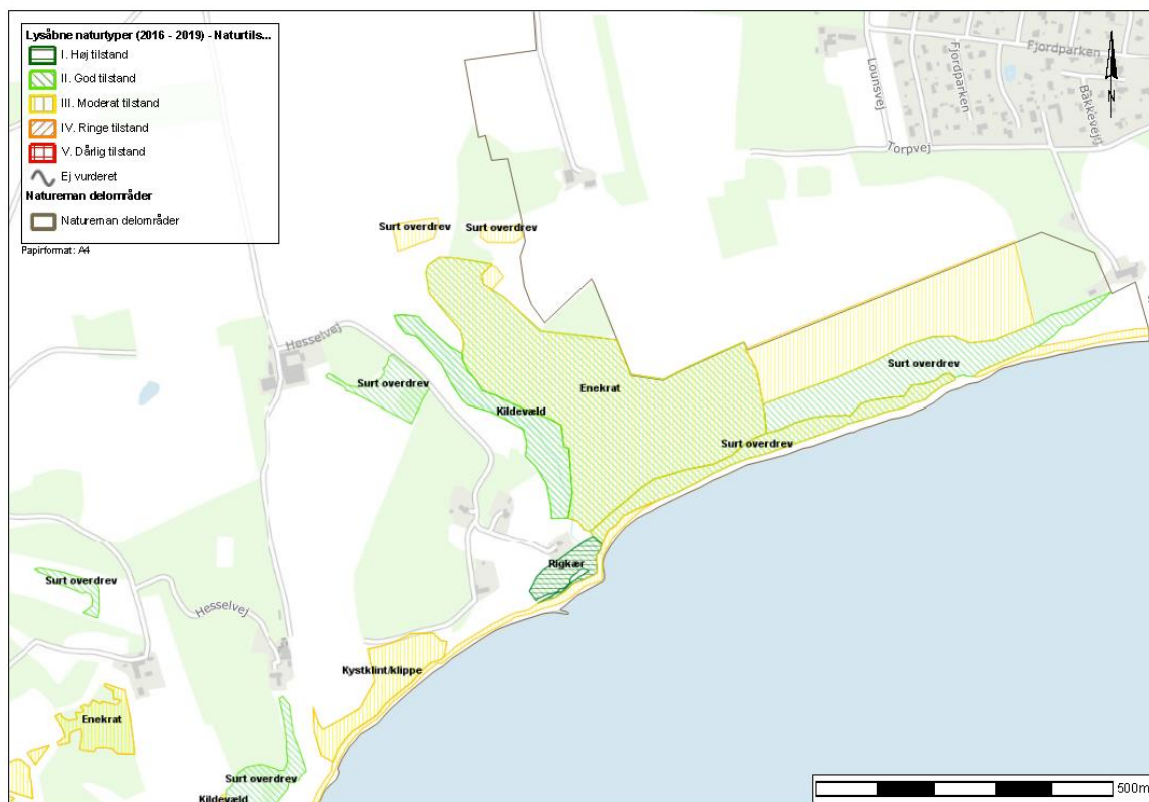 Lysåbne naturtyper (2016 - 2019) - Naturtils...
I. Høj tilstand
II. God tilstand
III. Moderat tilstand
IV. Ringe tilstand
V. Dårlig tilstand
Ej vurderet
Natureman delområder
Natureman delområder
Papirformat: A4
Fjordparken
Lounsvej
Fjordparken
Bakkevej
N
Torpvej
Surt overdrev
Surt overdrev
Hesselvej
Surt overdrev
Surt overdrev
Enekrat
Kildevæld
Surt overdrev
Rigkær
Surt overdrev
Hesselvej
Kystklint/klippe
Enekrat
Surt overdrev
Kildevæld
500m